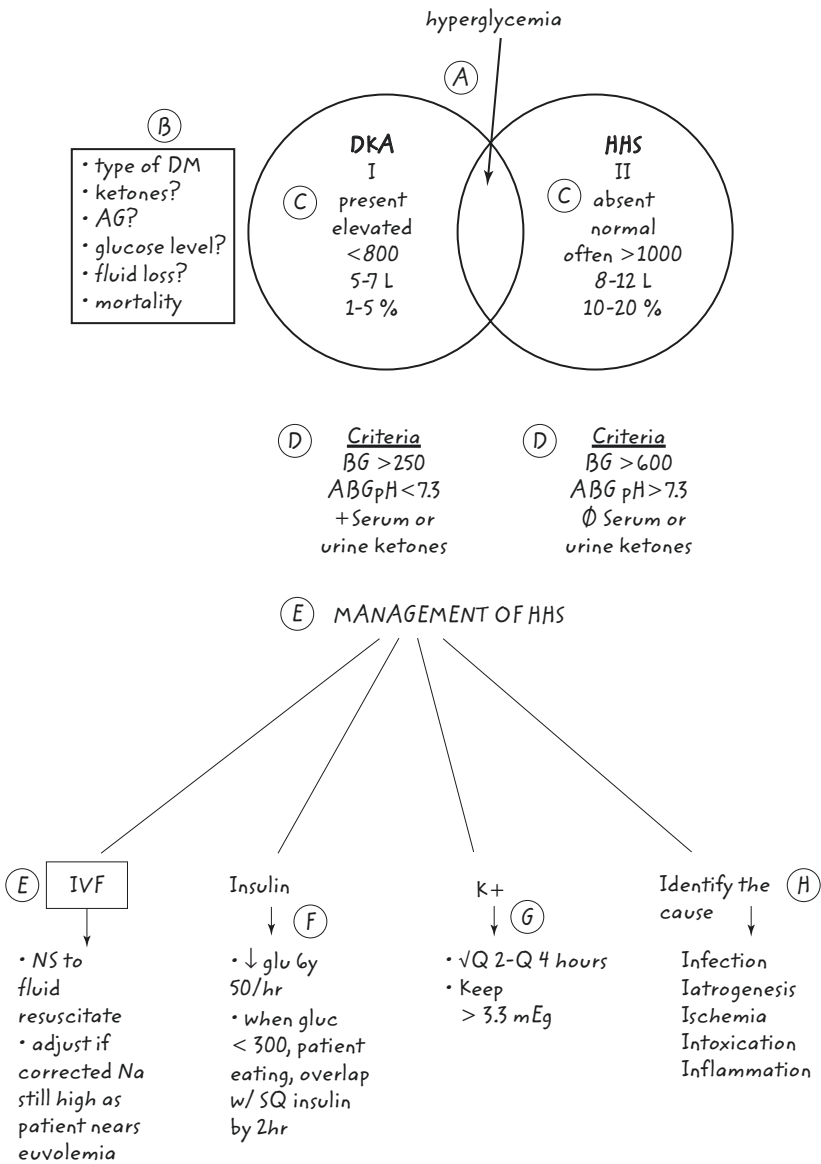 hyperglycemia
A
B
• type of DM
• ketones?
• AG?
• glucose level?
• fluid loss?
• mortality
DKA
I
C
present
elevated
<800
5-7 L
1-5 %
HHS
II
C
absent
normal
often >1000
8-12 L
10-20 %
D
Criteria
BG >250
ABGpH<7.3
+Serum or
urine ketones
D
Criteria
BG >600
ABG pH>7.3
Ø Serum or
urine ketones
E MANAGEMENT OF HHS
E IVF
• NS to
fluid
resuscitate
• adjust if
corrected Na
still high as
patient nears
euvolemia
Insulin
F
• ↓ glu 6y
50/hr
• when gluc
< 300, patient
eating, overlap
w/ SQ insulin
by 2hr
K+
G
• √Q 2-Q 4 hours
• Keep
> 3.3 mEg
Identify the
cause
H
Infection
Iatrogenesis
Ischemia
Intoxication
Inflammation